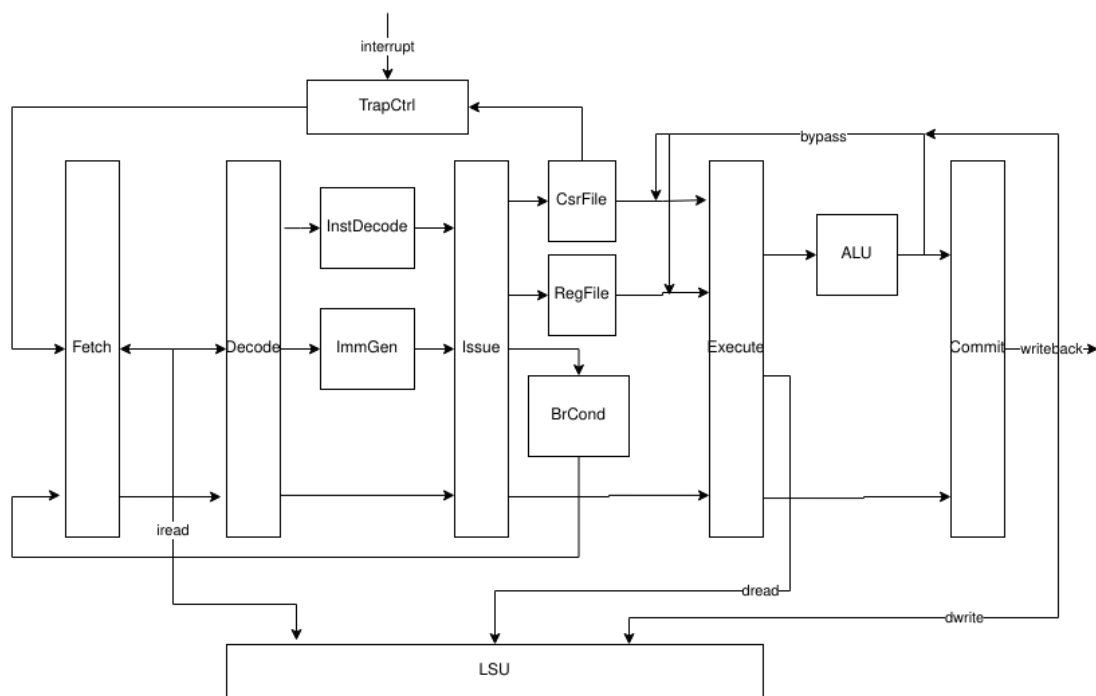 interrupt
TrapCtrl
bypass
CsrFile
InstDecode
ALU
RegFile
Fetch
Decode
ImmGen
Issue
Execute
Commit
writeback
BrCond
iread
dread
dwrite
LSU